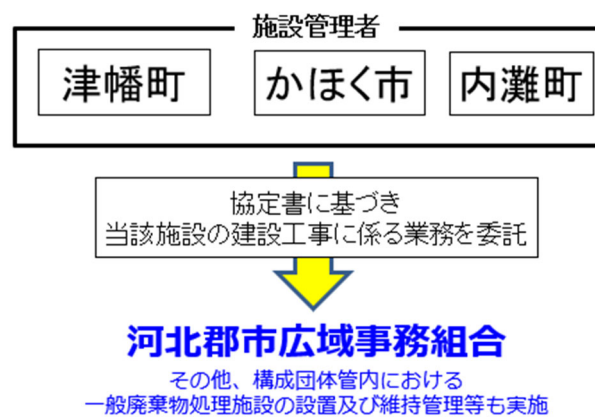 施設管理者
津幡町 かほく市 内灘町
協定書に基づき
当該施設の建設工事に係る業務を委託
河北郡市広域事務組合
その他、構成団体管内における
一般廃棄物処理施設の設置及び維持管理等も実施